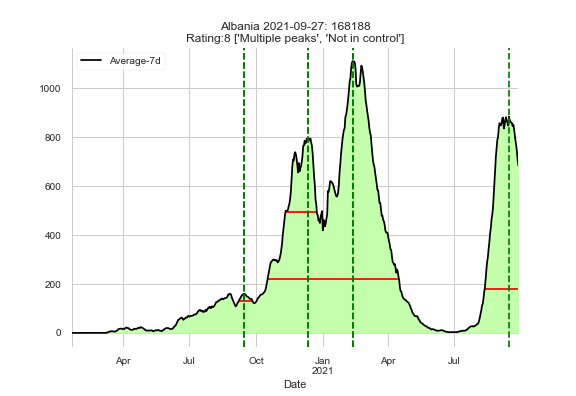 Albania 2021-09-27: 168188
Rating:8 ['Multiple peaks', 'Not in control']
Average-7d
1000
800
600
400
200
0
Apr Jul Oct Jan Apr Jul
2021
Date